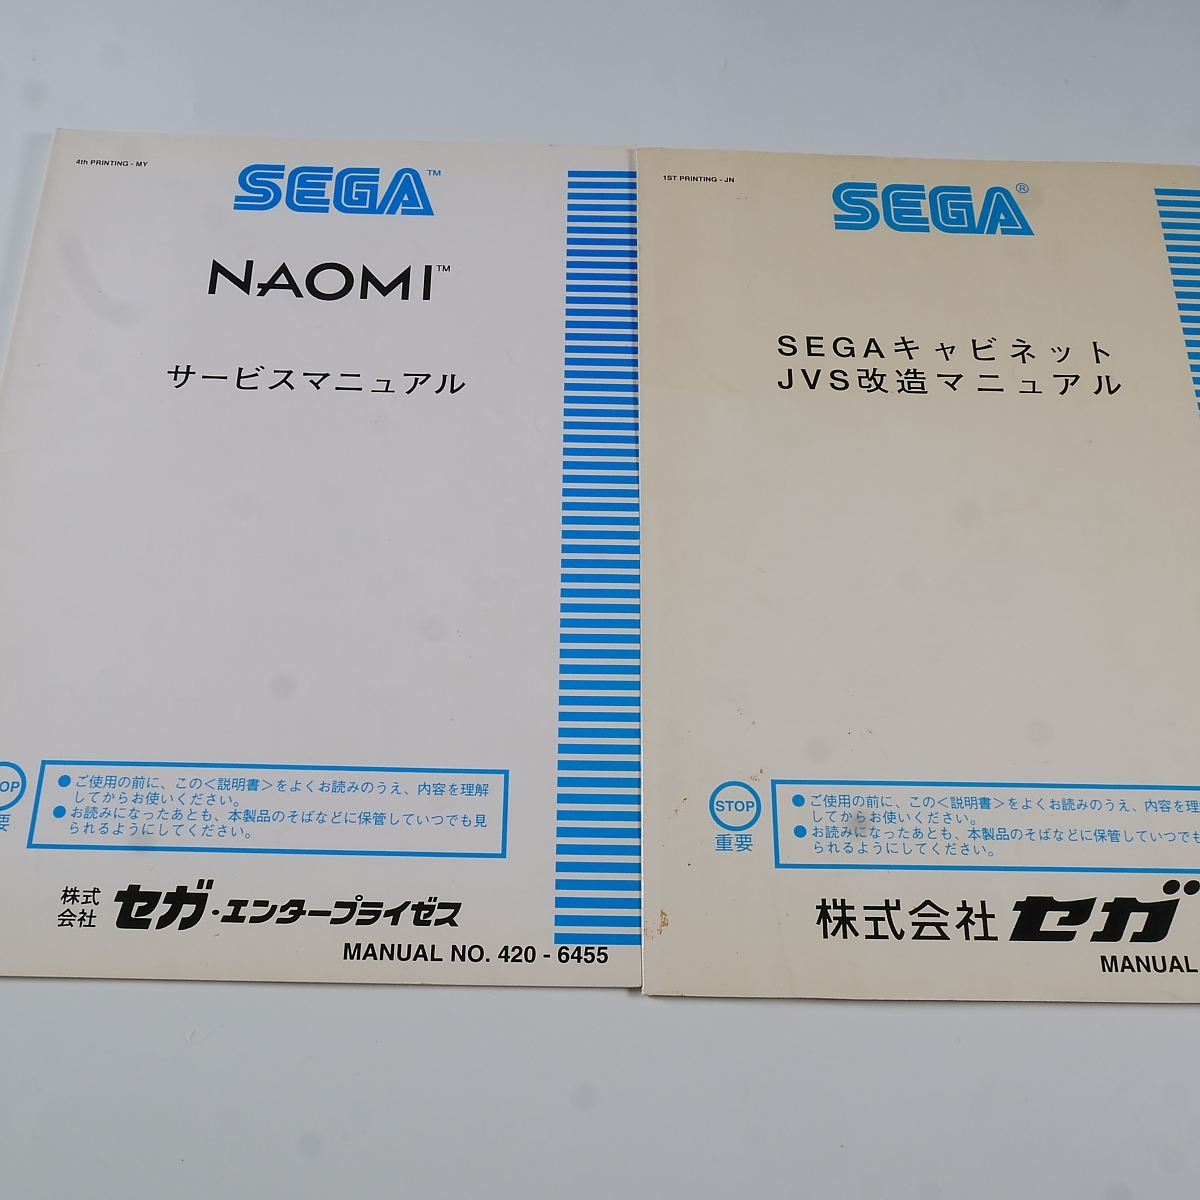 4th PRINTING - MY
SEGA™
NAOMI™
サービスマニュアル
OP
要
●ご使用の前に、この<説明書>をよくお読みのうえ、内容を理解
してからお使いください。
●お読みになったあとも、本製品のそばなどに保管していつでも見
られるようにしてください。
株式
会社
セガ・エンタープライゼス
MANUAL NO. 420 - 6455
1ST PRINTING - JN
SEGA®
SEGAキャビネット
JVS改造マニュアル
STOP
重要
●ご使用の前に、この<説明書>をよくお読みのうえ、内容を理
してからお使いください。
●お読みになったあとも、本製品のそばなどに保管していつでも
られるようにしてください。
株式会社セガ
MANUAL